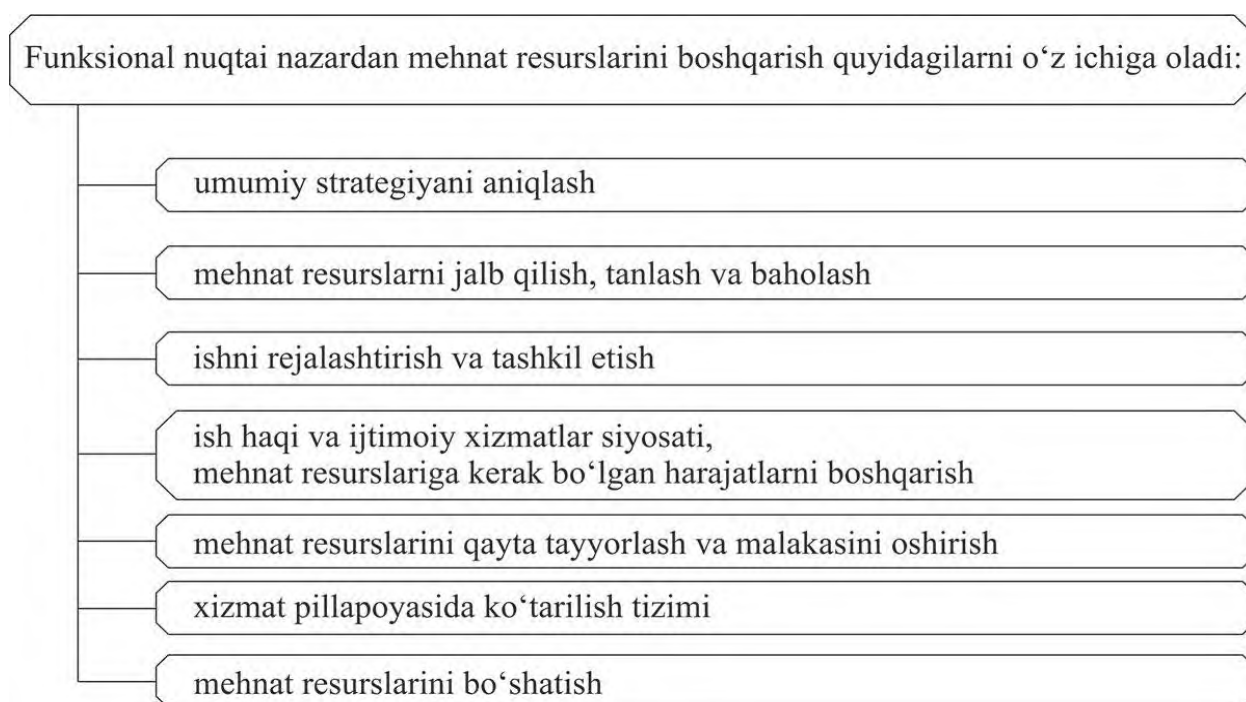 Funksional nuqtai nazardan mehnat resurslarini boshqarish quyidagilarni o‘z ichiga oladi:
umumiy strategiyani aniqlash
mehnat resurslarni jalb qilish, tanlash va baholash
ishni rejalashtirish va tashkil etish
ish haqi va ijtimoiy xizmatlar siyosati,
mehnat resurslariga kerak bo‘lgan harajatlarni boshqarish
mehnat resurslarini qayta tayyorlash va malakasini oshirish
xizmat pillapoyasida ko‘tarilish tizimi
mehnat resurslarini bo‘shatish